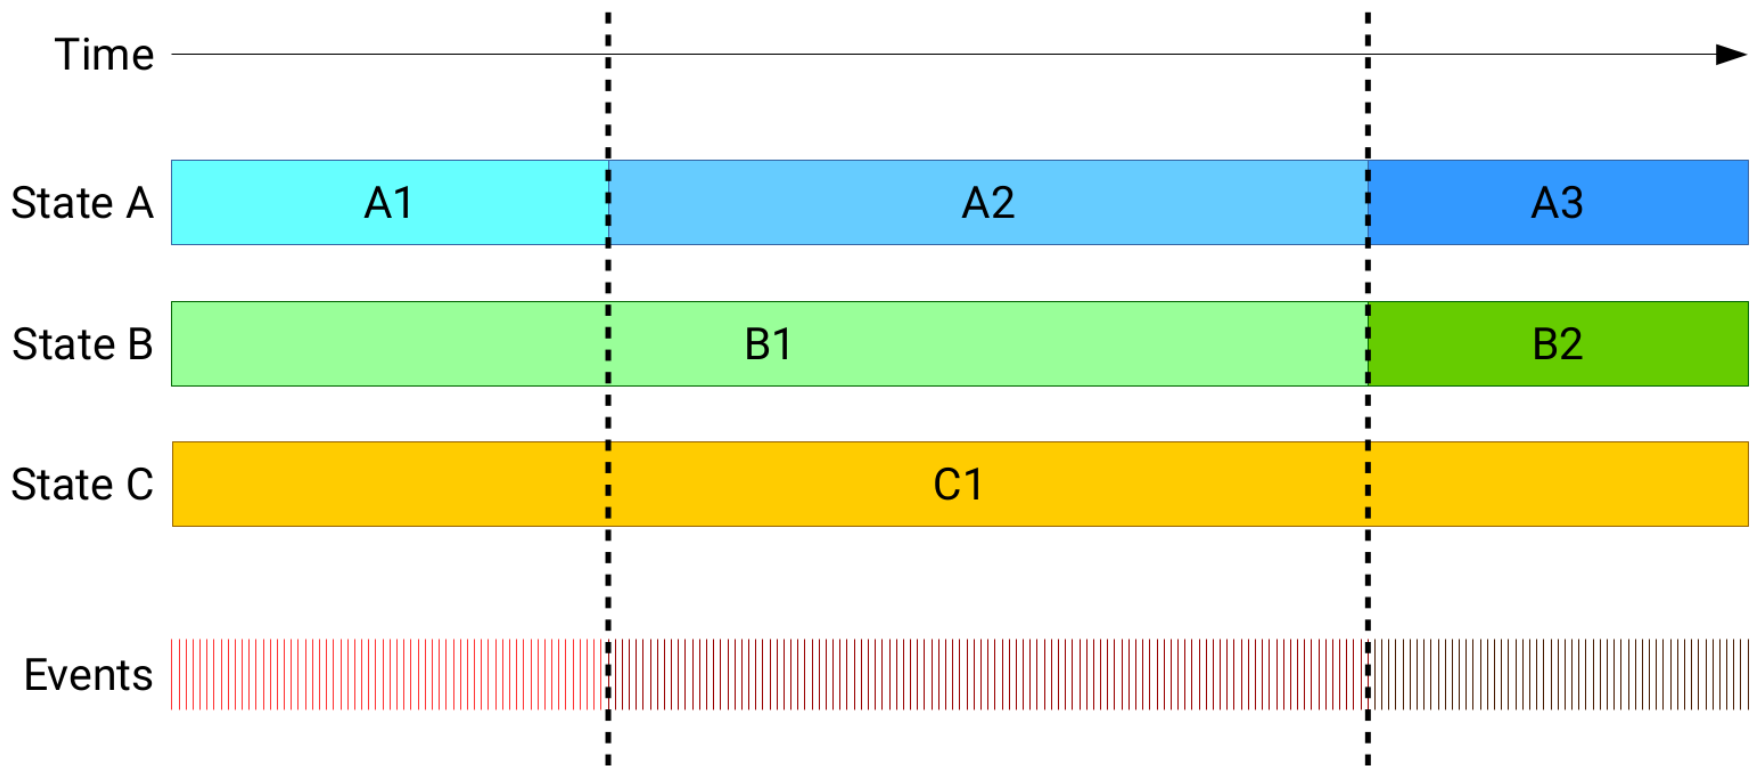 Time
State A
A1
A2
A3
State B
B1
B2
State C
C1
Events